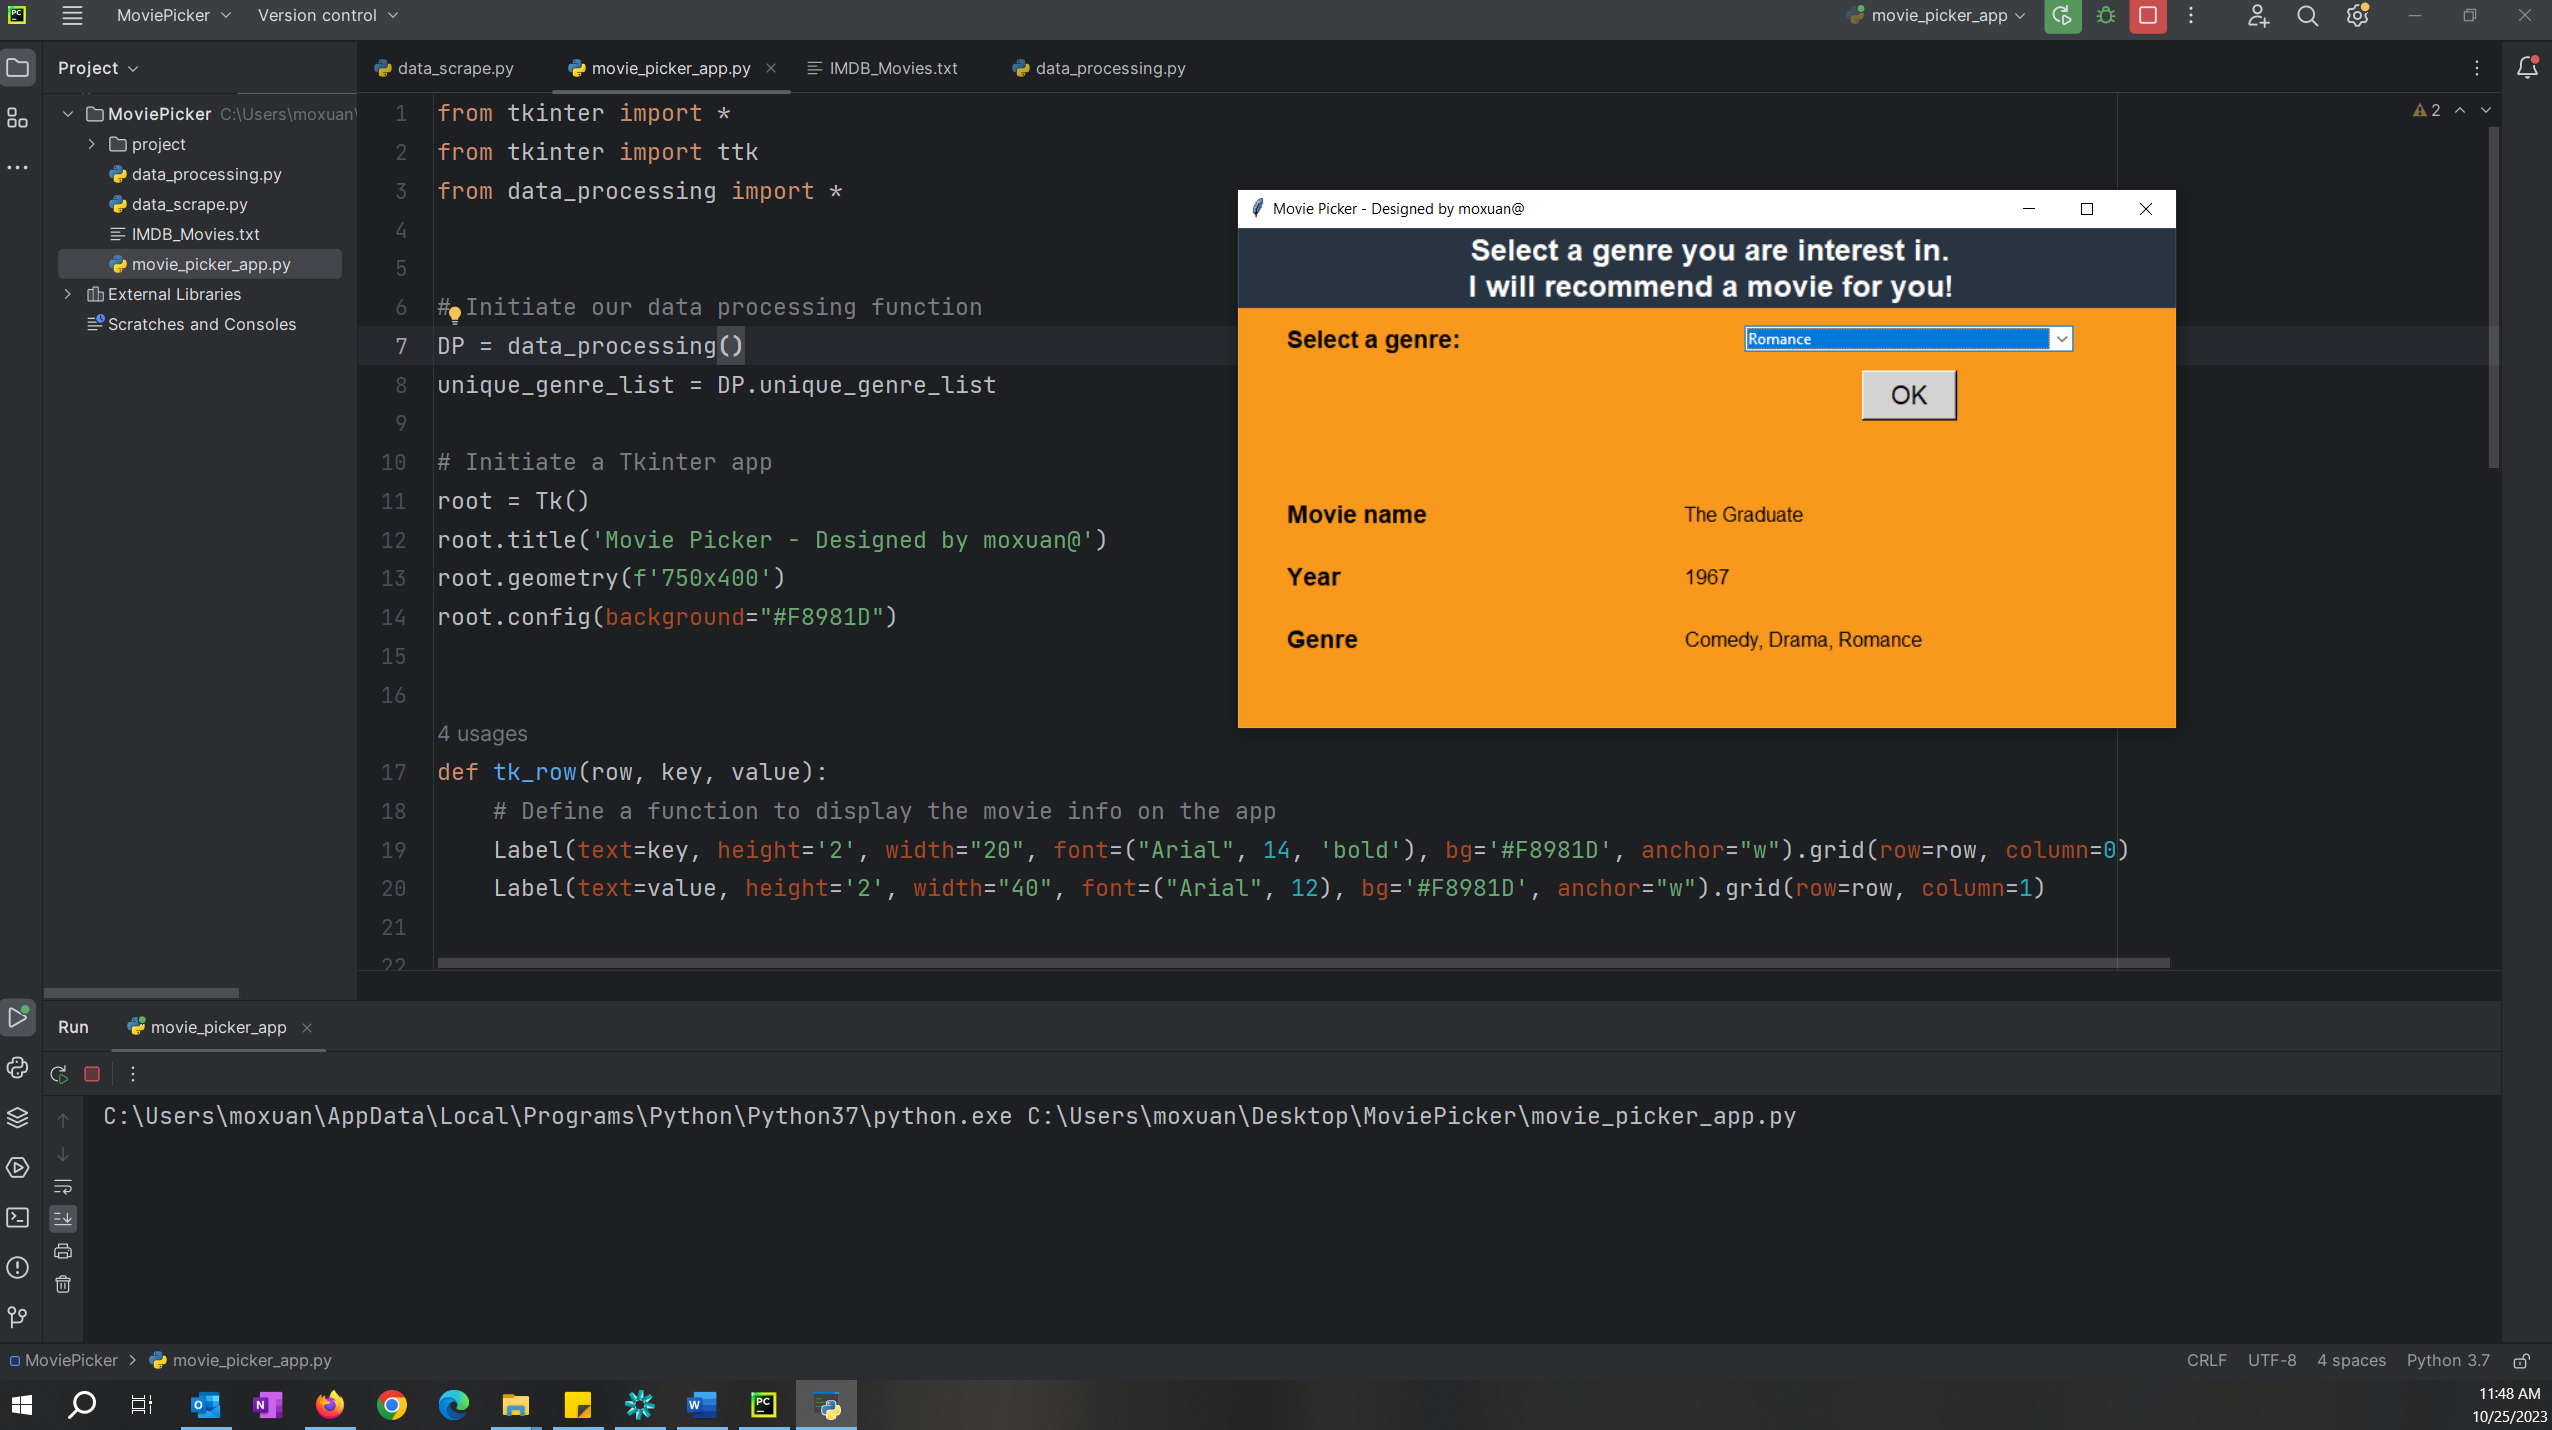 MoviePicker
Version control
movie_picker_app
Project
data_scrape.py
movie_picker_app.py
IMDB_Movies.txt
data_processing.py
MoviePicker C:\Users\moxuan\
project
data_processing.py
data_scrape.py
IMDB_Movies.txt
movie_picker_app.py
External Libraries
Scratches and Consoles
2
1 from tkinter import *
2 from tkinter import ttk
3 from data_processing import *
4
5
6 # Initiate our data processing function
7 DP = data_processing()
8 unique_genre_list = DP.unique_genre_list
9
10 # Initiate a Tkinter app
11 root = Tk()
12 root.title('Movie Picker - Designed by moxuan@')
13 root.geometry(f'750x400')
14 root.config(background="#F8981D")
15
16
4 usages
17 def tk_row(row, key, value):
18 # Define a function to display the movie info on the app
19 Label(text=key, height='2', width="20", font=("Arial", 14, 'bold'), bg='#F8981D', anchor="w").grid(row=row, column=0)
20 Label(text=value, height='2', width="40", font=("Arial", 12), bg='#F8981D', anchor="w").grid(row=row, column=1)
21
22
Movie Picker - Designed by moxuan@
Select a genre you are interest in.
I will recommend a movie for you!
Select a genre:
Romance
OK
Movie name The Graduate
Year 1967
Genre Comedy, Drama, Romance
Run
movie_picker_app
C:\Users\moxuan\AppData\Local\Programs\Python\Python37\python.exe C:\Users\moxuan\Desktop\MoviePicker\movie_picker_app.py
MoviePicker
movie_picker_app.py
CRLF UTF-8 4 spaces Python 3.7
11:48 AM
10/25/2023